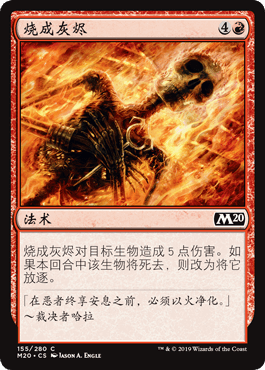 烧成灰烬 4
法术 M20
烧成灰烬对目标生物造成5点伤害。如
果本回合中该生物将死去，则改为将它
放逐。
「在恶者终享安息之前，必须以火净化。」
～裁决者哈拉
155/280 C
M20 • CS JASON A. ENGLE
™ & © 2019 Wizards of the Coast